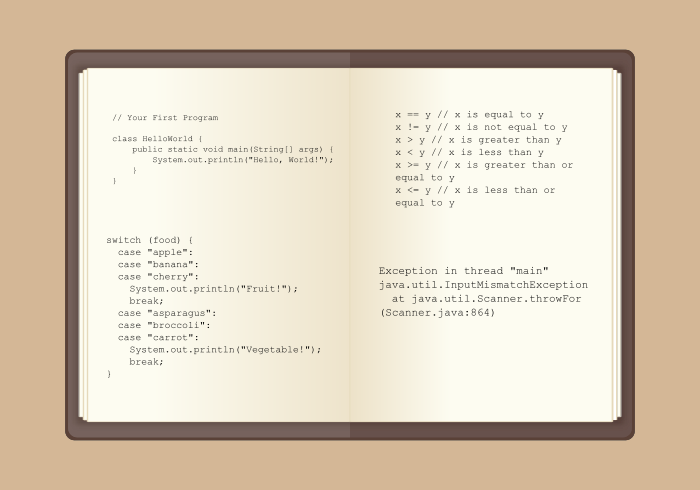 // Your First Program
class HelloWorld {
    public static void main(String[] args) {
        System.out.println("Hello, World!");
    }
}
switch (food) {
  case "apple":
  case "banana":
  case "cherry":
    System.out.println("Fruit!");
    break;
  case "asparagus":
  case "broccoli":
  case "carrot":
    System.out.println("Vegetable!");
    break;
}
x == y // x is equal to y
x != y // x is not equal to y
x > y // x is greater than y
x < y // x is less than y
x >= y // x is greater than or
equal to y
x <= y // x is less than or
equal to y
Exception in thread "main"
java.util.InputMismatchException
  at java.util.Scanner.throwFor
(Scanner.java:864)